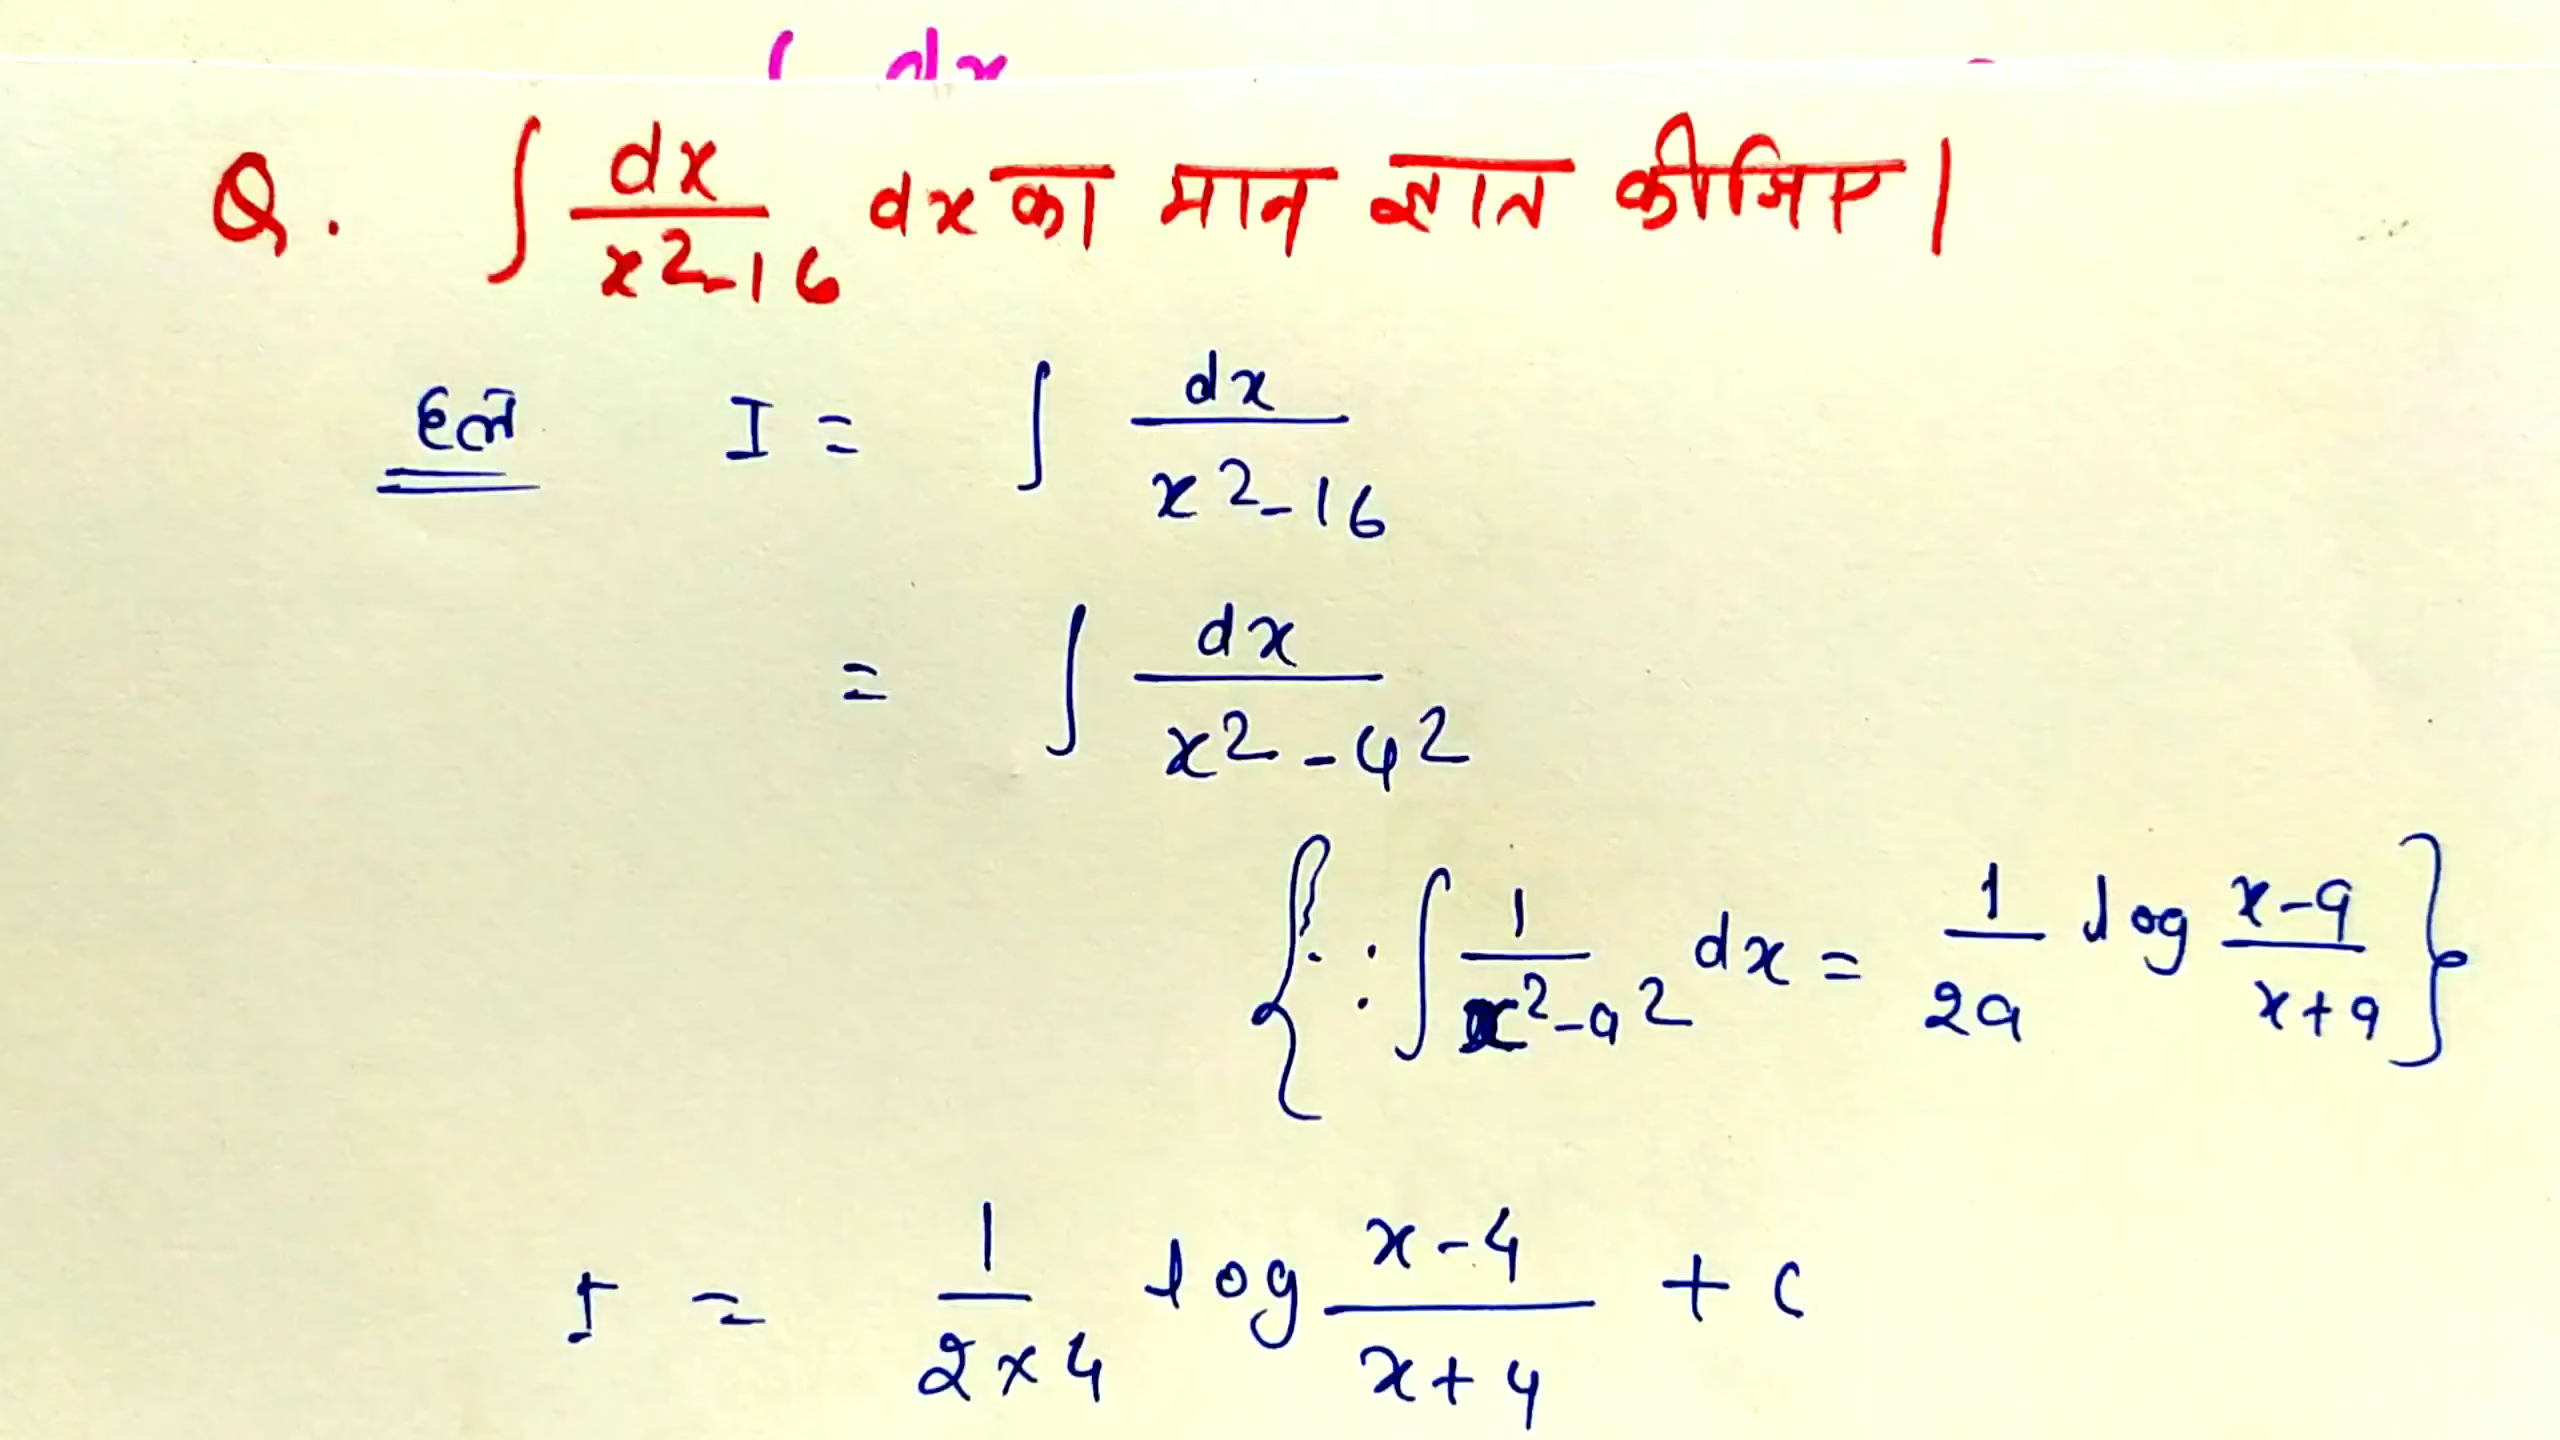 Q. ∫ dx/(x²-16) dx का मान ज्ञात कीजिए।
हल I = ∫ dx/(x²-16)
= ∫ dx/(x²-4²)
{∵ ∫ 1/(x²-a²) dx = 1/(2a) log (x-a)/(x+a)}
I = 1/(2×4) log (x-4)/(x+4) + c